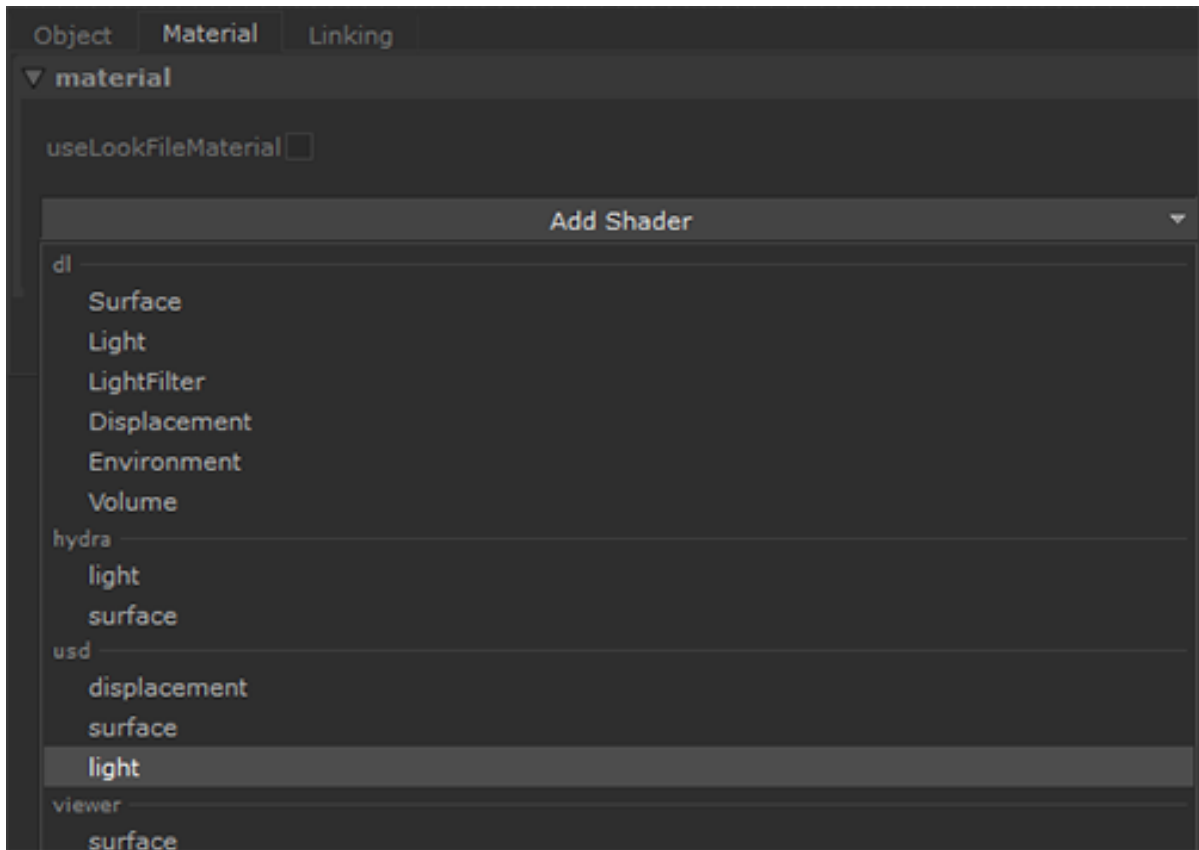 Object Material Linking
material
useLookFileMaterial
Add Shader
dl
Surface
Light
LightFilter
Displacement
Environment
Volume
hydra
light
surface
usd
displacement
surface
light
viewer
surface